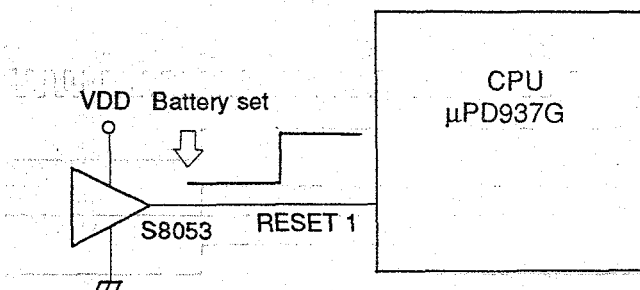 CPU
μPD937G
VDD Battery set
S8053
RESET 1